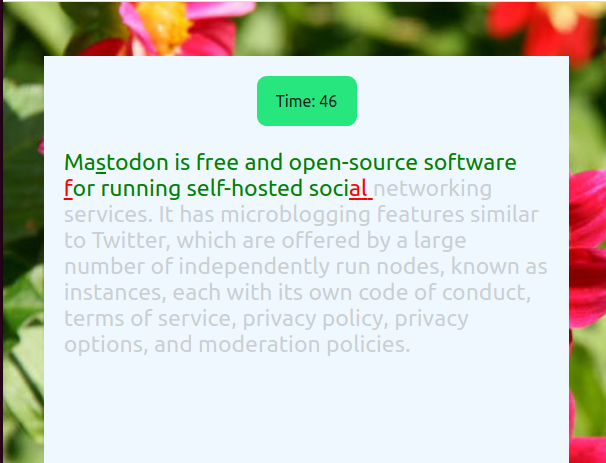 Time: 46
Mastodon is free and open-source software
for running self-hosted social networking
services. It has microblogging features similar
to Twitter, which are offered by a large
number of independently run nodes, known as
instances, each with its own code of conduct,
terms of service, privacy policy, privacy
options, and moderation policies.